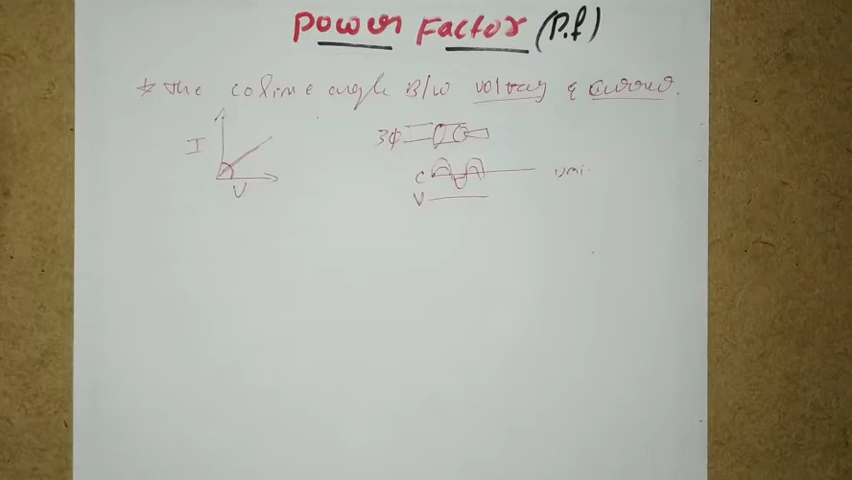 Power Factor (P.f)
* The cosine angle B/w voltage & current.
I
3ϕ
V
C
V